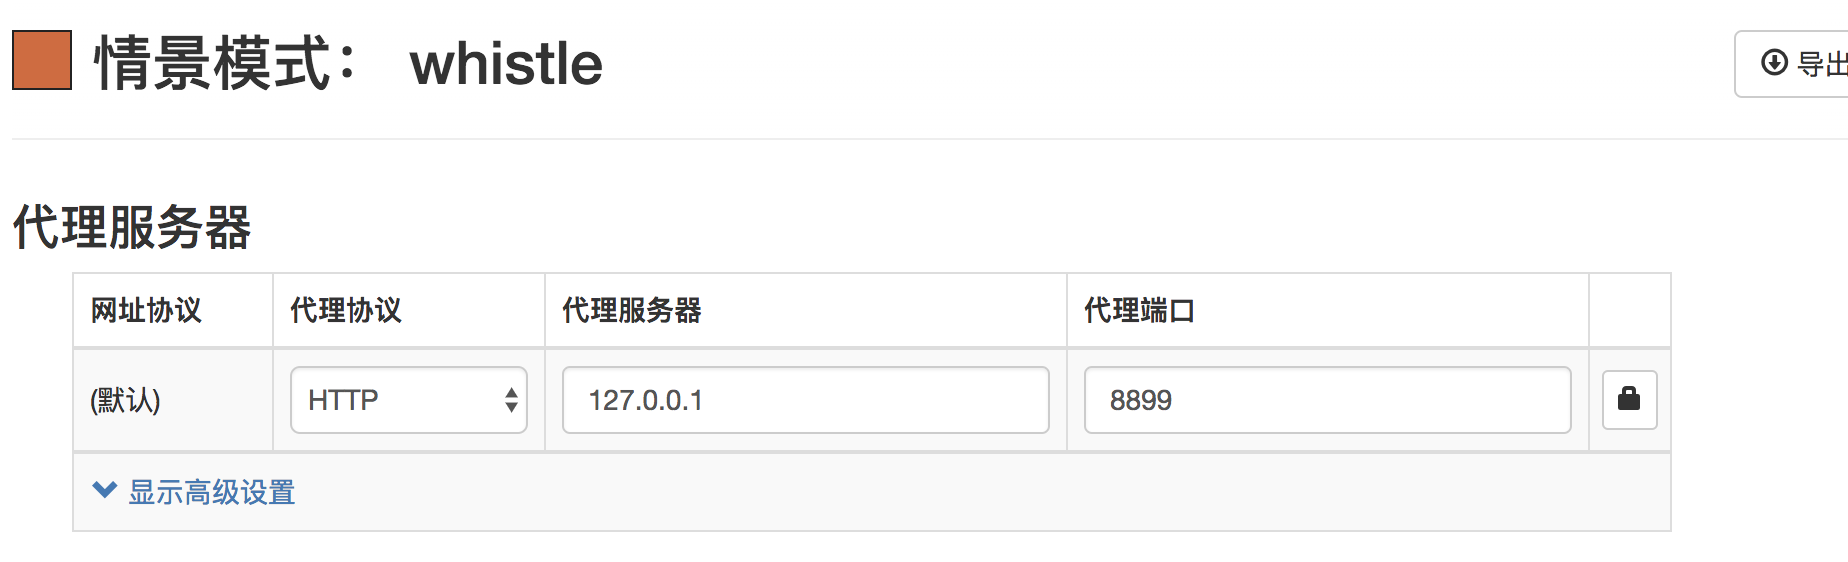 情景模式： whistle
导出
代理服务器
网址协议 代理协议 代理服务器 代理端口
(默认) HTTP 127.0.0.1 8899
显示高级设置